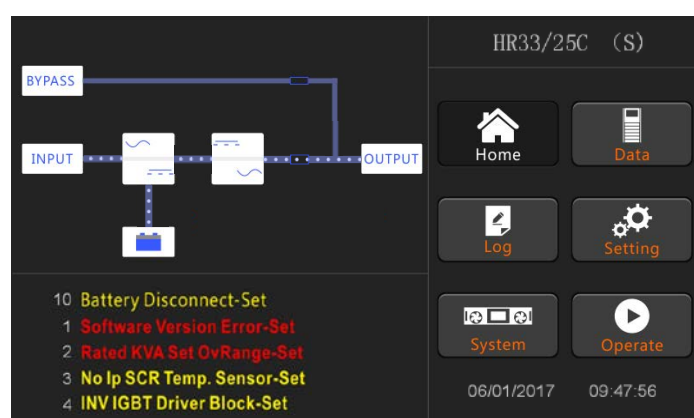 HR33/25C (S)
BYPASS
INPUT
OUTPUT
Home
Data
Log
Setting
System
Operate
10 Battery Disconnect-Set
1 Software Version Error-Set
2 Rated KVA Set OvRange-Set
3 No Ip SCR Temp. Sensor-Set
4 INV IGBT Driver Block-Set
06/01/2017 09:47:56